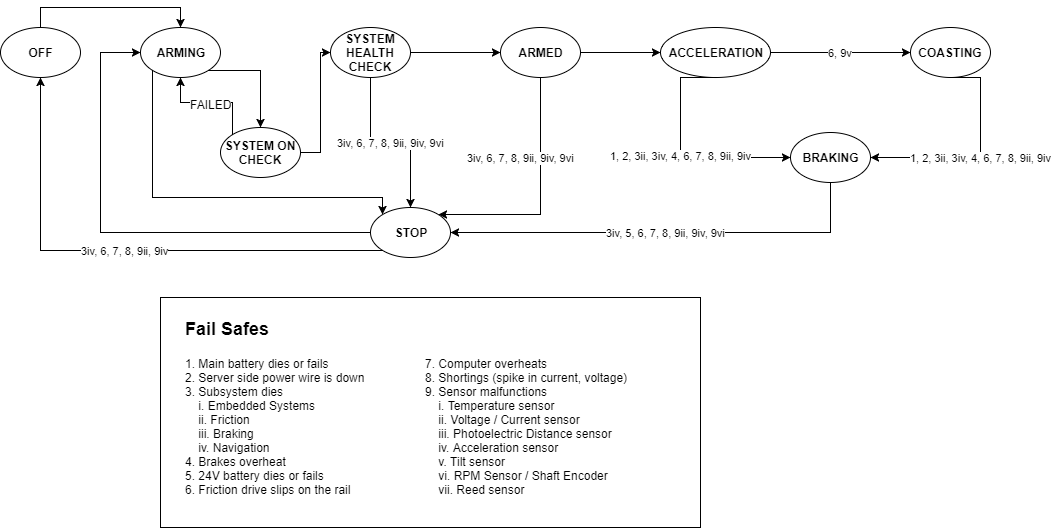 OFF
ARMING
SYSTEM
HEALTH
CHECK
ARMED
ACCELERATION
6, 9v
COASTING
FAILED
SYSTEM ON
CHECK
3iv, 6, 7, 8, 9ii, 9iv, 9vi
3iv, 6, 7, 8, 9ii, 9iv, 9vi
1, 2, 3ii, 3iv, 4, 6, 7, 8, 9ii, 9iv
BRAKING
1, 2, 3ii, 3iv, 4, 6, 7, 8, 9ii, 9iv
STOP
3iv, 5, 6, 7, 8, 9ii, 9iv, 9vi
3iv, 6, 7, 8, 9ii, 9iv
Fail Safes
1. Main battery dies or fails
2. Server side power wire is down
3. Subsystem dies
i. Embedded Systems
ii. Friction
iii. Braking
iv. Navigation
4. Brakes overheat
5. 24V battery dies or fails
6. Friction drive slips on the rail
7. Computer overheats
8. Shortings (spike in current, voltage)
9. Sensor malfunctions
i. Temperature sensor
ii. Voltage / Current sensor
iii. Photoelectric Distance sensor
iv. Acceleration sensor
v. Tilt sensor
vi. RPM Sensor / Shaft Encoder
vii. Reed sensor